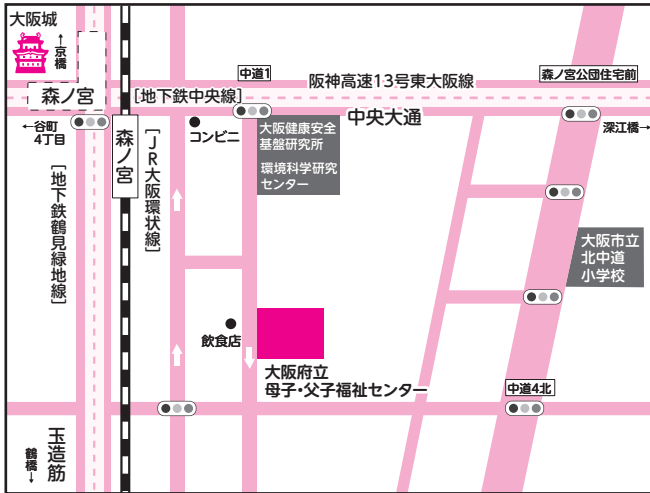 大阪城
←京橋
中道1
阪神高速13号東大阪線
森ノ宮公団住宅前
森ノ宮
[地下鉄中央線]
中央大通
←谷町
4丁目
深江橋→
森ノ宮
[JR大阪環状線]
コンビニ
大阪健康安全
基盤研究所
環境科学研究
センター
[地下鉄鶴見緑地線]
大阪市立
北中道
小学校
飲食店
大阪府立
母子・父子福祉センター
中道4北
玉造筋
鶴橋→